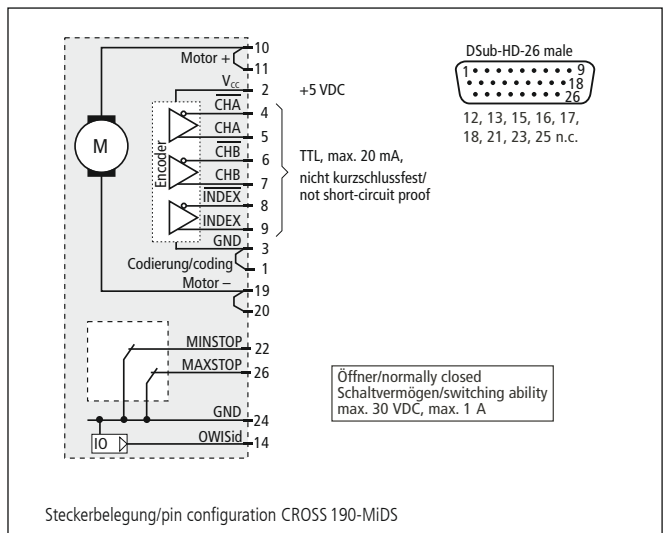 10
Motor +
11
V_CC
2
+5 VDC
CHA
4
CHA
5
CHB
6
CHB
7
INDEX
8
INDEX
9
GND
3
Codierung/coding
1
Motor –
19
20
M
Encoder
TTL, max. 20 mA,
nicht kurzschlussfest/
not short-circuit proof
DSub-HD-26 male
1
9
18
26
12, 13, 15, 16, 17,
18, 21, 23, 25 n.c.
MINSTOP
22
MAXSTOP
26
GND
24
IO
OWISid
14
Öffner/normally closed
Schaltvermögen/switching ability
max. 30 VDC, max. 1 A
Steckerbelegung/pin configuration CROSS 190-MiDS